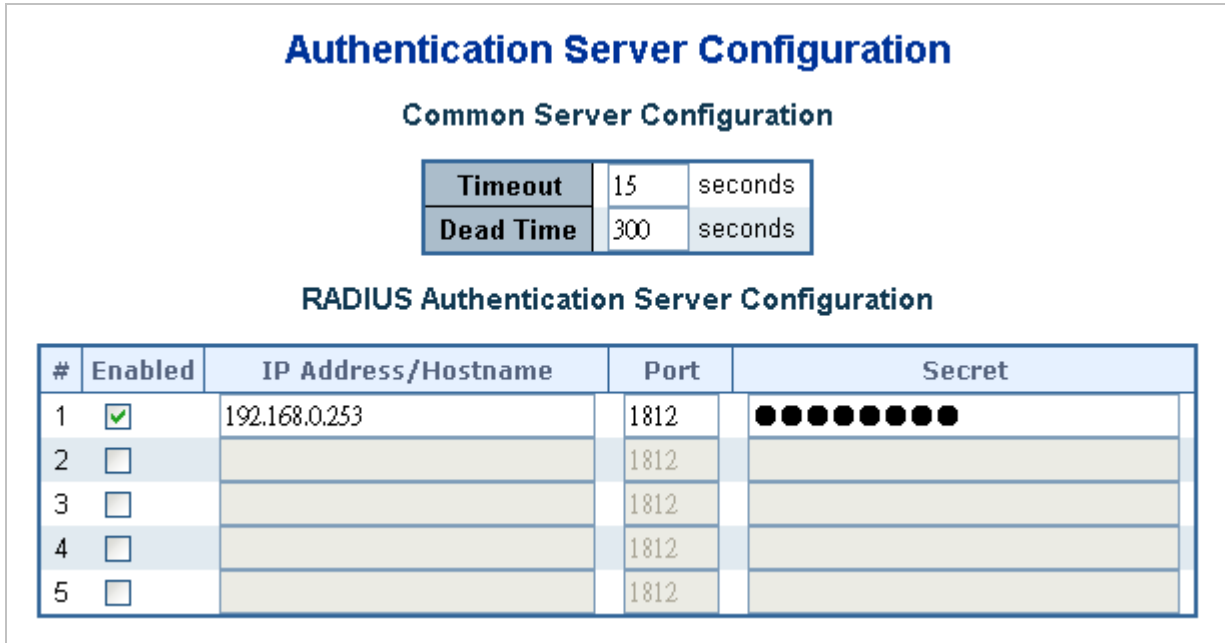 Authentication Server Configuration
Common Server Configuration
Timeout 15 seconds
Dead Time 300 seconds
RADIUS Authentication Server Configuration
# Enabled IP Address/Hostname Port Secret
1 192.168.0.253 1812 ●●●●●●●●
2 1812
3 1812
4 1812
5 1812